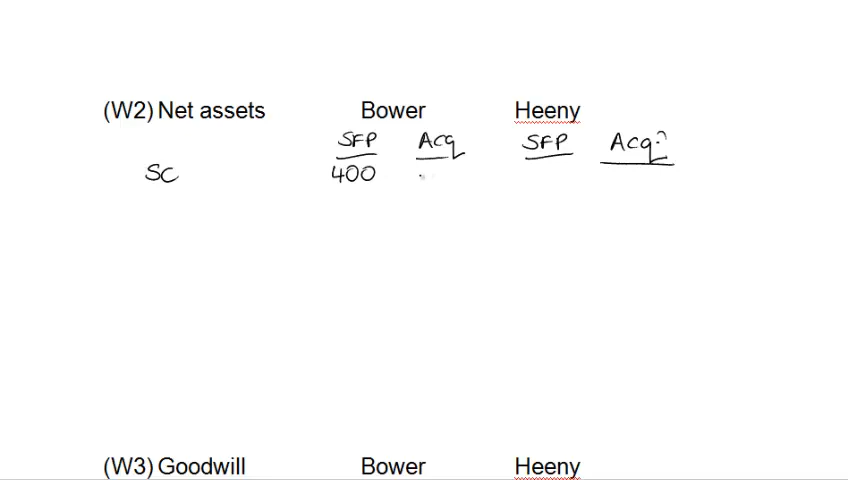 (W2) Net assets Bower Heeny
SFP Acq SFP Acq?
SC 400
(W3) Goodwill Bower Heeny